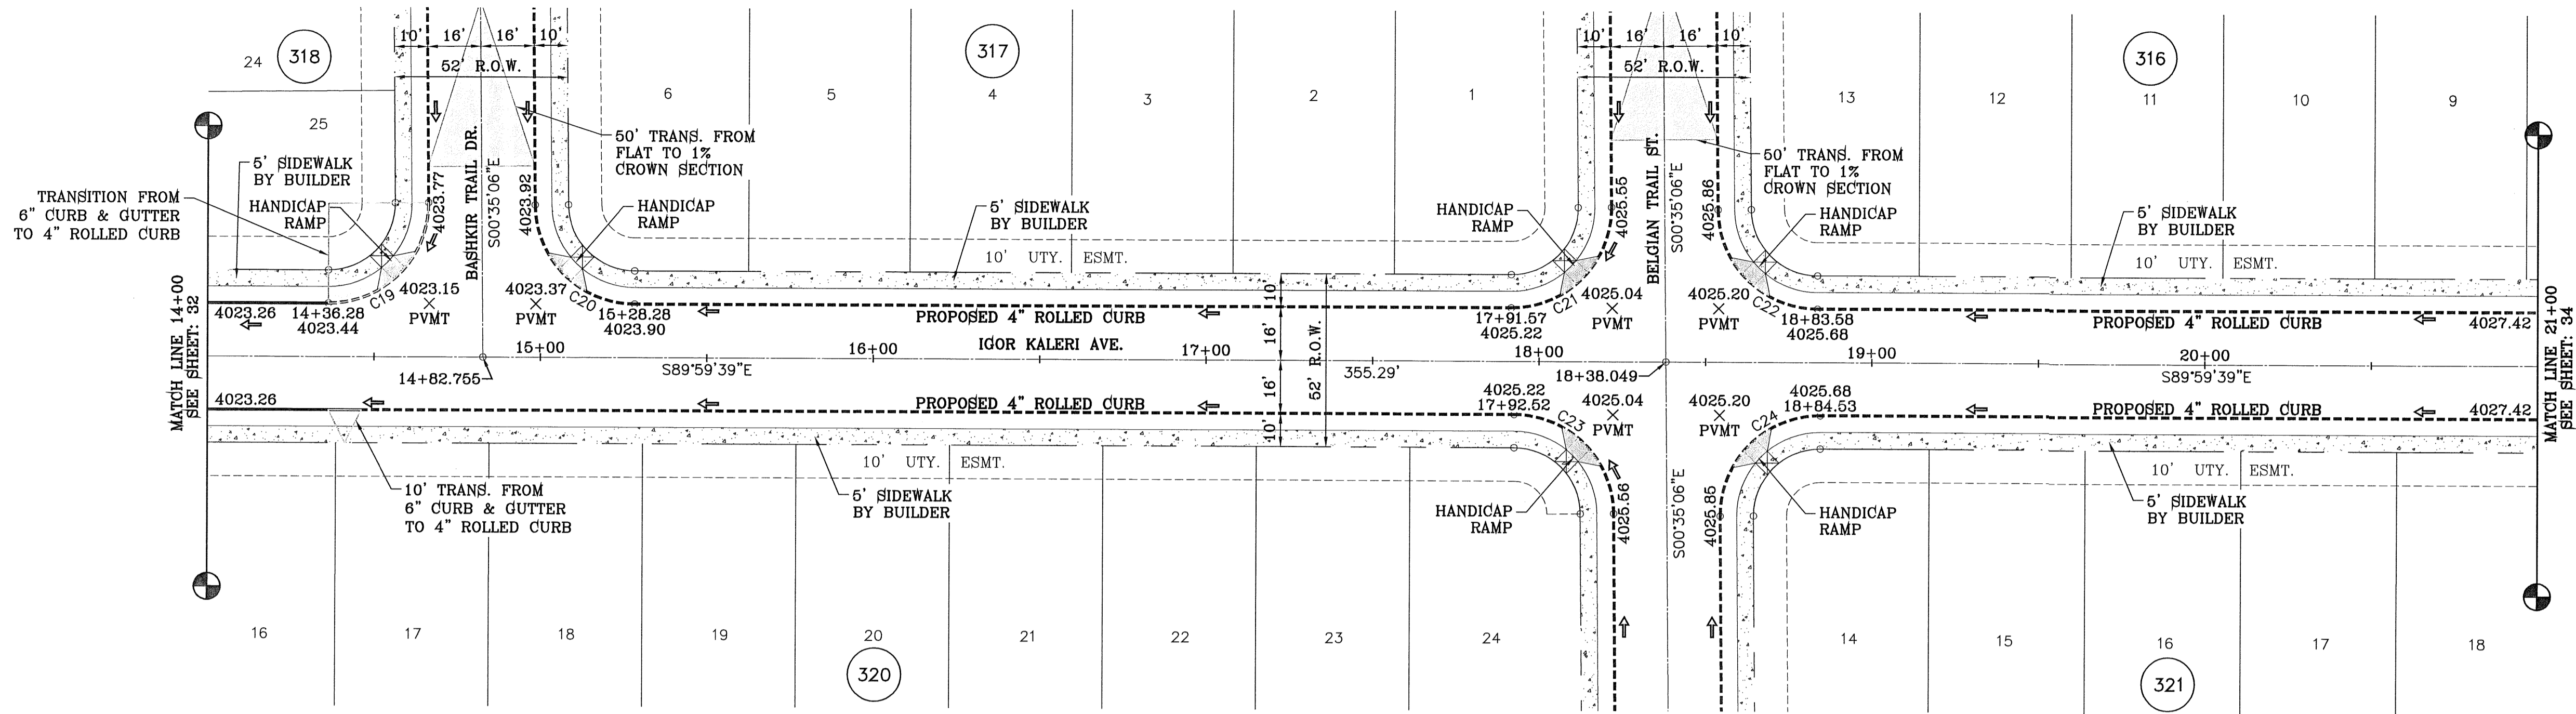 10' 16' 16' 10'
52' R.O.W.
24
318
25
5' SIDEWALK
BY BUILDER
TRANSITION FROM
6" CURB & GUTTER
TO 4" ROLLED CURB
HANDICAP
RAMP
4023.77
BASHKIR TRAIL DR.
S00°35'06"E
4023.92
50' TRANS. FROM
FLAT TO 1%
CROWN SECTION
HANDICAP
RAMP
317
6
5
4
3
2
1
5' SIDEWALK
BY BUILDER
10' UTY. ESMT.
10' 16' 16' 10'
52' R.O.W.
HANDICAP
RAMP
4025.55
BELGIAN TRAIL ST.
S00°35'06"E
4025.86
50' TRANS. FROM
FLAT TO 1%
CROWN SECTION
HANDICAP
RAMP
316
13
12
11
10
9
5' SIDEWALK
BY BUILDER
10' UTY. ESMT.
MATCH LINE 14+00
SEE SHEET: 32
4023.26
14+36.28
4023.44
C19
4023.15
PVMT
4023.37
PVMT
C20
15+28.28
4023.90
PROPOSED 4" ROLLED CURB
IGOR KALERI AVE.
10'
16'
52' R.O.W.
16'
10'
17+91.57
4025.22
C21
4025.04
PVMT
4025.20
PVMT
C22
18+83.58
4025.68
PROPOSED 4" ROLLED CURB
4027.42
MATCH LINE 21+00
SEE SHEET: 34
15+00
16+00
17+00
18+00
19+00
20+00
14+82.755
S89°59'39"E
355.29'
18+38.049
S89°59'39"E
4023.26
PROPOSED 4" ROLLED CURB
4025.22
17+92.52
C23
4025.04
PVMT
4025.20
PVMT
C24
4025.68
18+84.53
PROPOSED 4" ROLLED CURB
4027.42
10' TRANS. FROM
6" CURB & GUTTER
TO 4" ROLLED CURB
10' UTY. ESMT.
5' SIDEWALK
BY BUILDER
HANDICAP
RAMP
4025.56
S00°35'06"E
4025.85
HANDICAP
RAMP
10' UTY. ESMT.
5' SIDEWALK
BY BUILDER
16
17
18
19
20
21
22
23
24
320
14
15
16
17
18
321